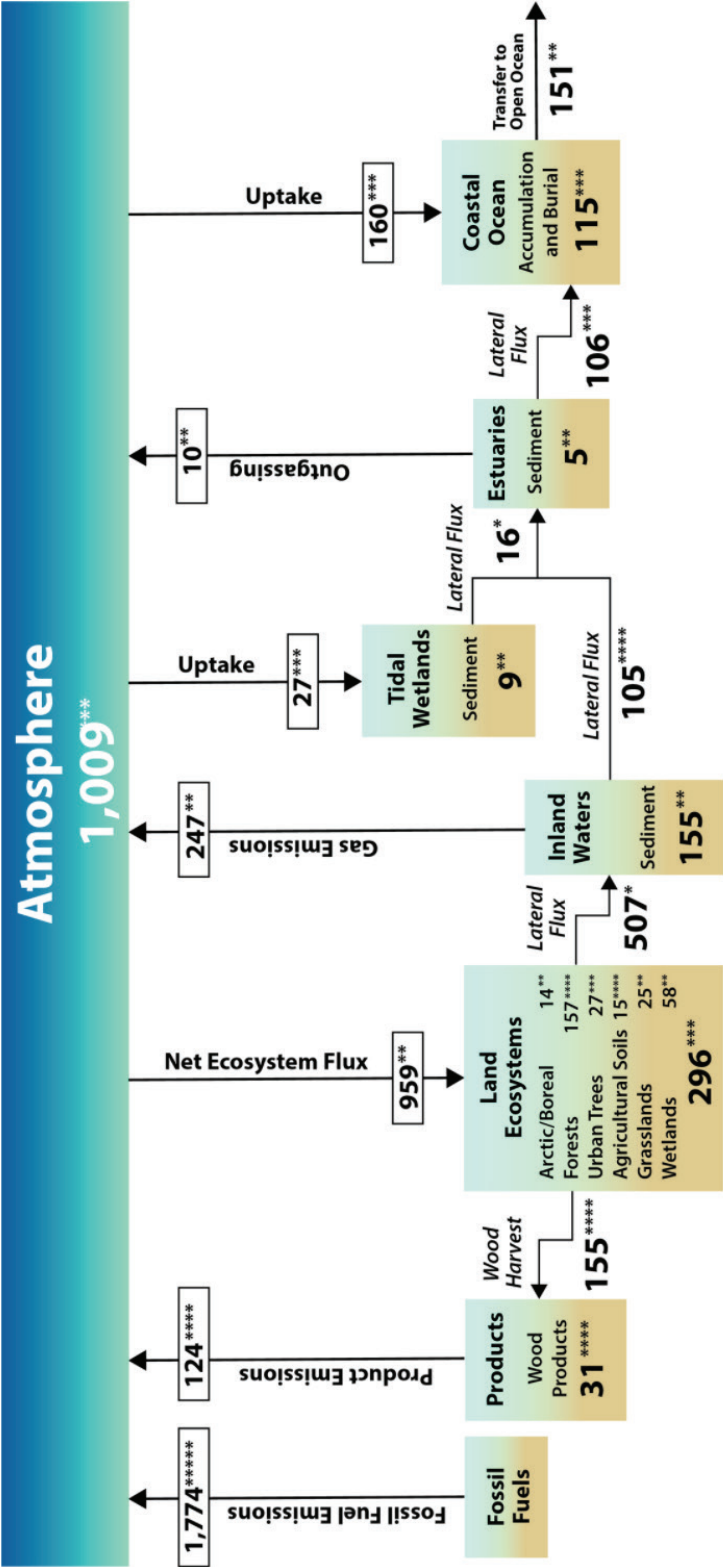 Atmosphere
1,009***
1,774*****
Fossil Fuel Emissions
Fossil
Fuels
124****
Product Emissions
Products
Wood
Products
31****
Wood
Harvest
155****
Net Ecosystem Flux
959**
Land
Ecosystems
Arctic/Boreal 14**
Forests 157****
Urban Trees 27***
Agricultural Soils 15****
Grasslands 25**
Wetlands 58**
296***
Lateral
Flux
507*
247**
Gas Emissions
Inland
Waters
Sediment
155**
Lateral Flux
105****
Uptake
27***
Tidal
Wetlands
Sediment
9**
Lateral Flux
16*
10**
Outgassing
Estuaries
Sediment
5**
Lateral
Flux
106***
Uptake
160***
Coastal
Ocean
Accumulation
and Burial
115***
Transfer to
Open Ocean
151**